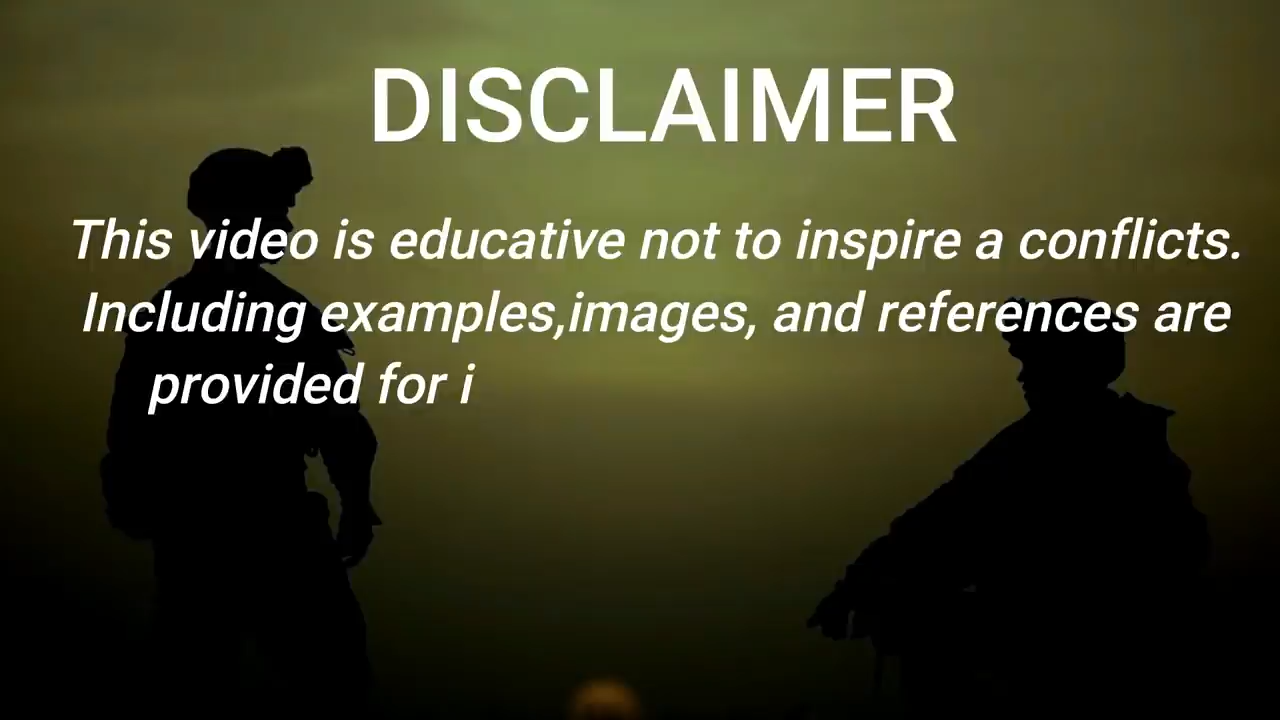 DISCLAIMER
This video is educative not to inspire a conflicts.
Including examples,images, and references are
provided for i